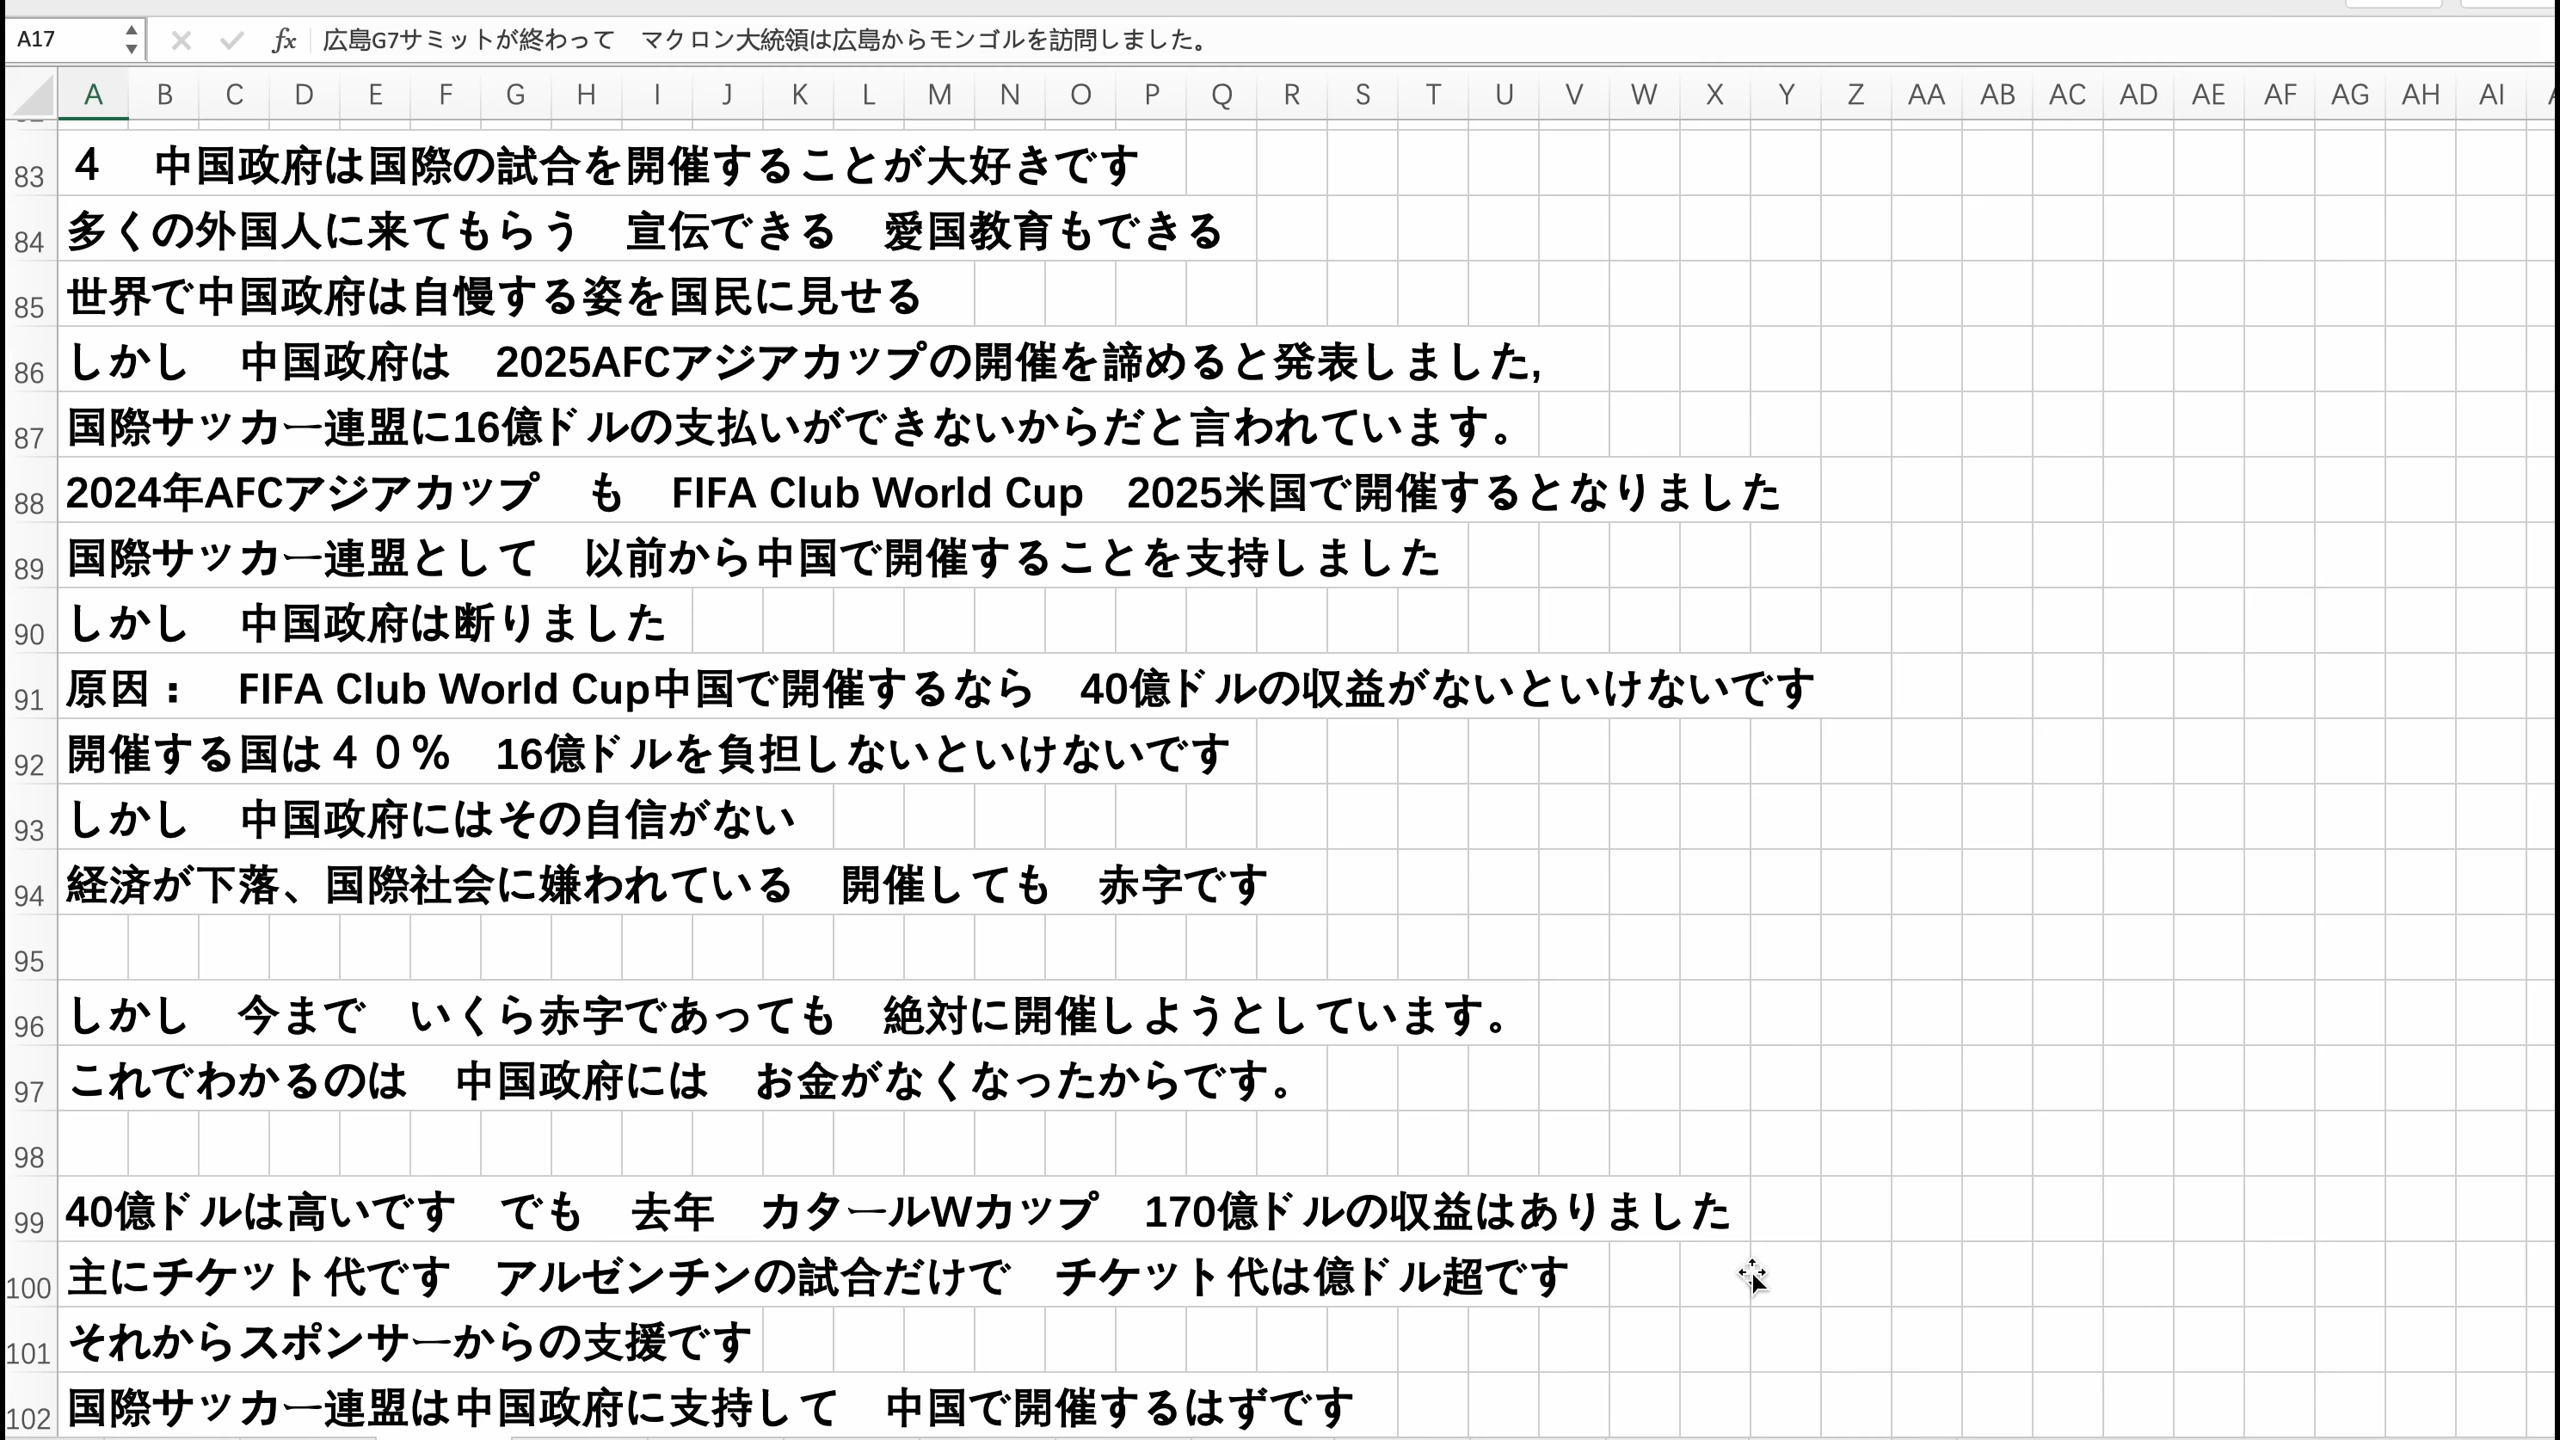 A17 fx 広島G7サミットが終わって　マクロン大統領は広島からモンゴルを訪問しました。
A B C D E F G H I J K L M N O P Q R S T U V W X Y Z AA AB AC AD AE AF AG AH AI
83 ４　中国政府は国際の試合を開催することが大好きです
84 多くの外国人に来てもらう　宣伝できる　愛国教育もできる
85 世界で中国政府は自慢する姿を国民に見せる
86 しかし　中国政府は　2025AFCアジアカップの開催を諦めると発表しました,
87 国際サッカー連盟に16億ドルの支払いができないからだと言われています。
88 2024年AFCアジアカップ　も　FIFA Club World Cup　2025米国で開催するとなりました
89 国際サッカー連盟として　以前から中国で開催することを支持しました
90 しかし　中国政府は断りました
91 原因：　FIFA Club World Cup中国で開催するなら　40億ドルの収益がないといけないです
92 開催する国は４０％　16億ドルを負担しないといけないです
93 しかし　中国政府にはその自信がない
94 経済が下落、国際社会に嫌われている　開催しても　赤字です
95
96 しかし　今まで　いくら赤字であっても　絶対に開催しようとしています。
97 これでわかるのは　中国政府には　お金がなくなったからです。
98
99 40億ドルは高いです　でも　去年　カタールWカップ　170億ドルの収益はありました
100 主にチケット代です　アルゼンチンの試合だけで　チケット代は億ドル超です
101 それからスポンサーからの支援です
102 国際サッカー連盟は中国政府に支持して　中国で開催するはずです